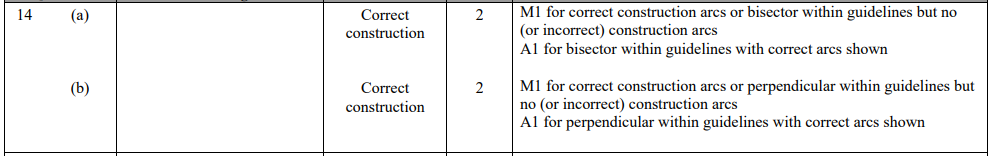 14 (a) Correct construction 2 M1 for correct construction arcs or bisector within guidelines but no
(or incorrect) construction arcs
A1 for bisector within guidelines with correct arcs shown
(b) Correct construction 2 M1 for correct construction arcs or perpendicular within guidelines but
no (or incorrect) construction arcs
A1 for perpendicular within guidelines with correct arcs shown